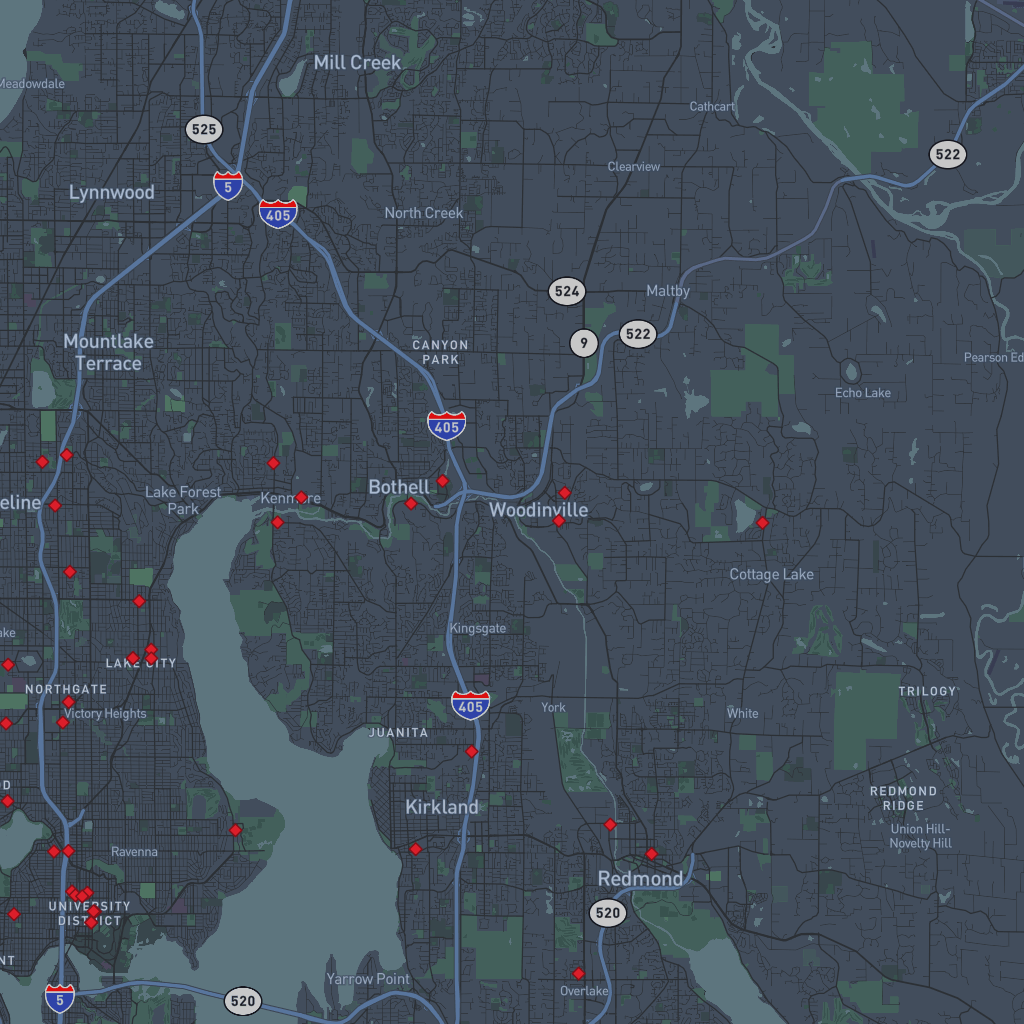 Mill Creek
Meadowdale
Cathcart
525
522
Clearview
5
Lynnwood
405
North Creek
524
Maltby
522
9
Mountlake
Terrace
CANYON
PARK
Pearson Ed
Echo Lake
405
Bothell
Lake Forest
Park
Kenmore
eline
Woodinville
Cottage Lake
Kingsgate
ake
LAKE CITY
NORTHGATE
TRILOGY
405
York
White
Victory Heights
JUANITA
OD
REDMOND
RIDGE
Kirkland
Union Hill-
Novelty Hill
Ravenna
Redmond
UNIVERSITY
DISTRICT
520
NT
Yarrow Point
Overlake
5
520